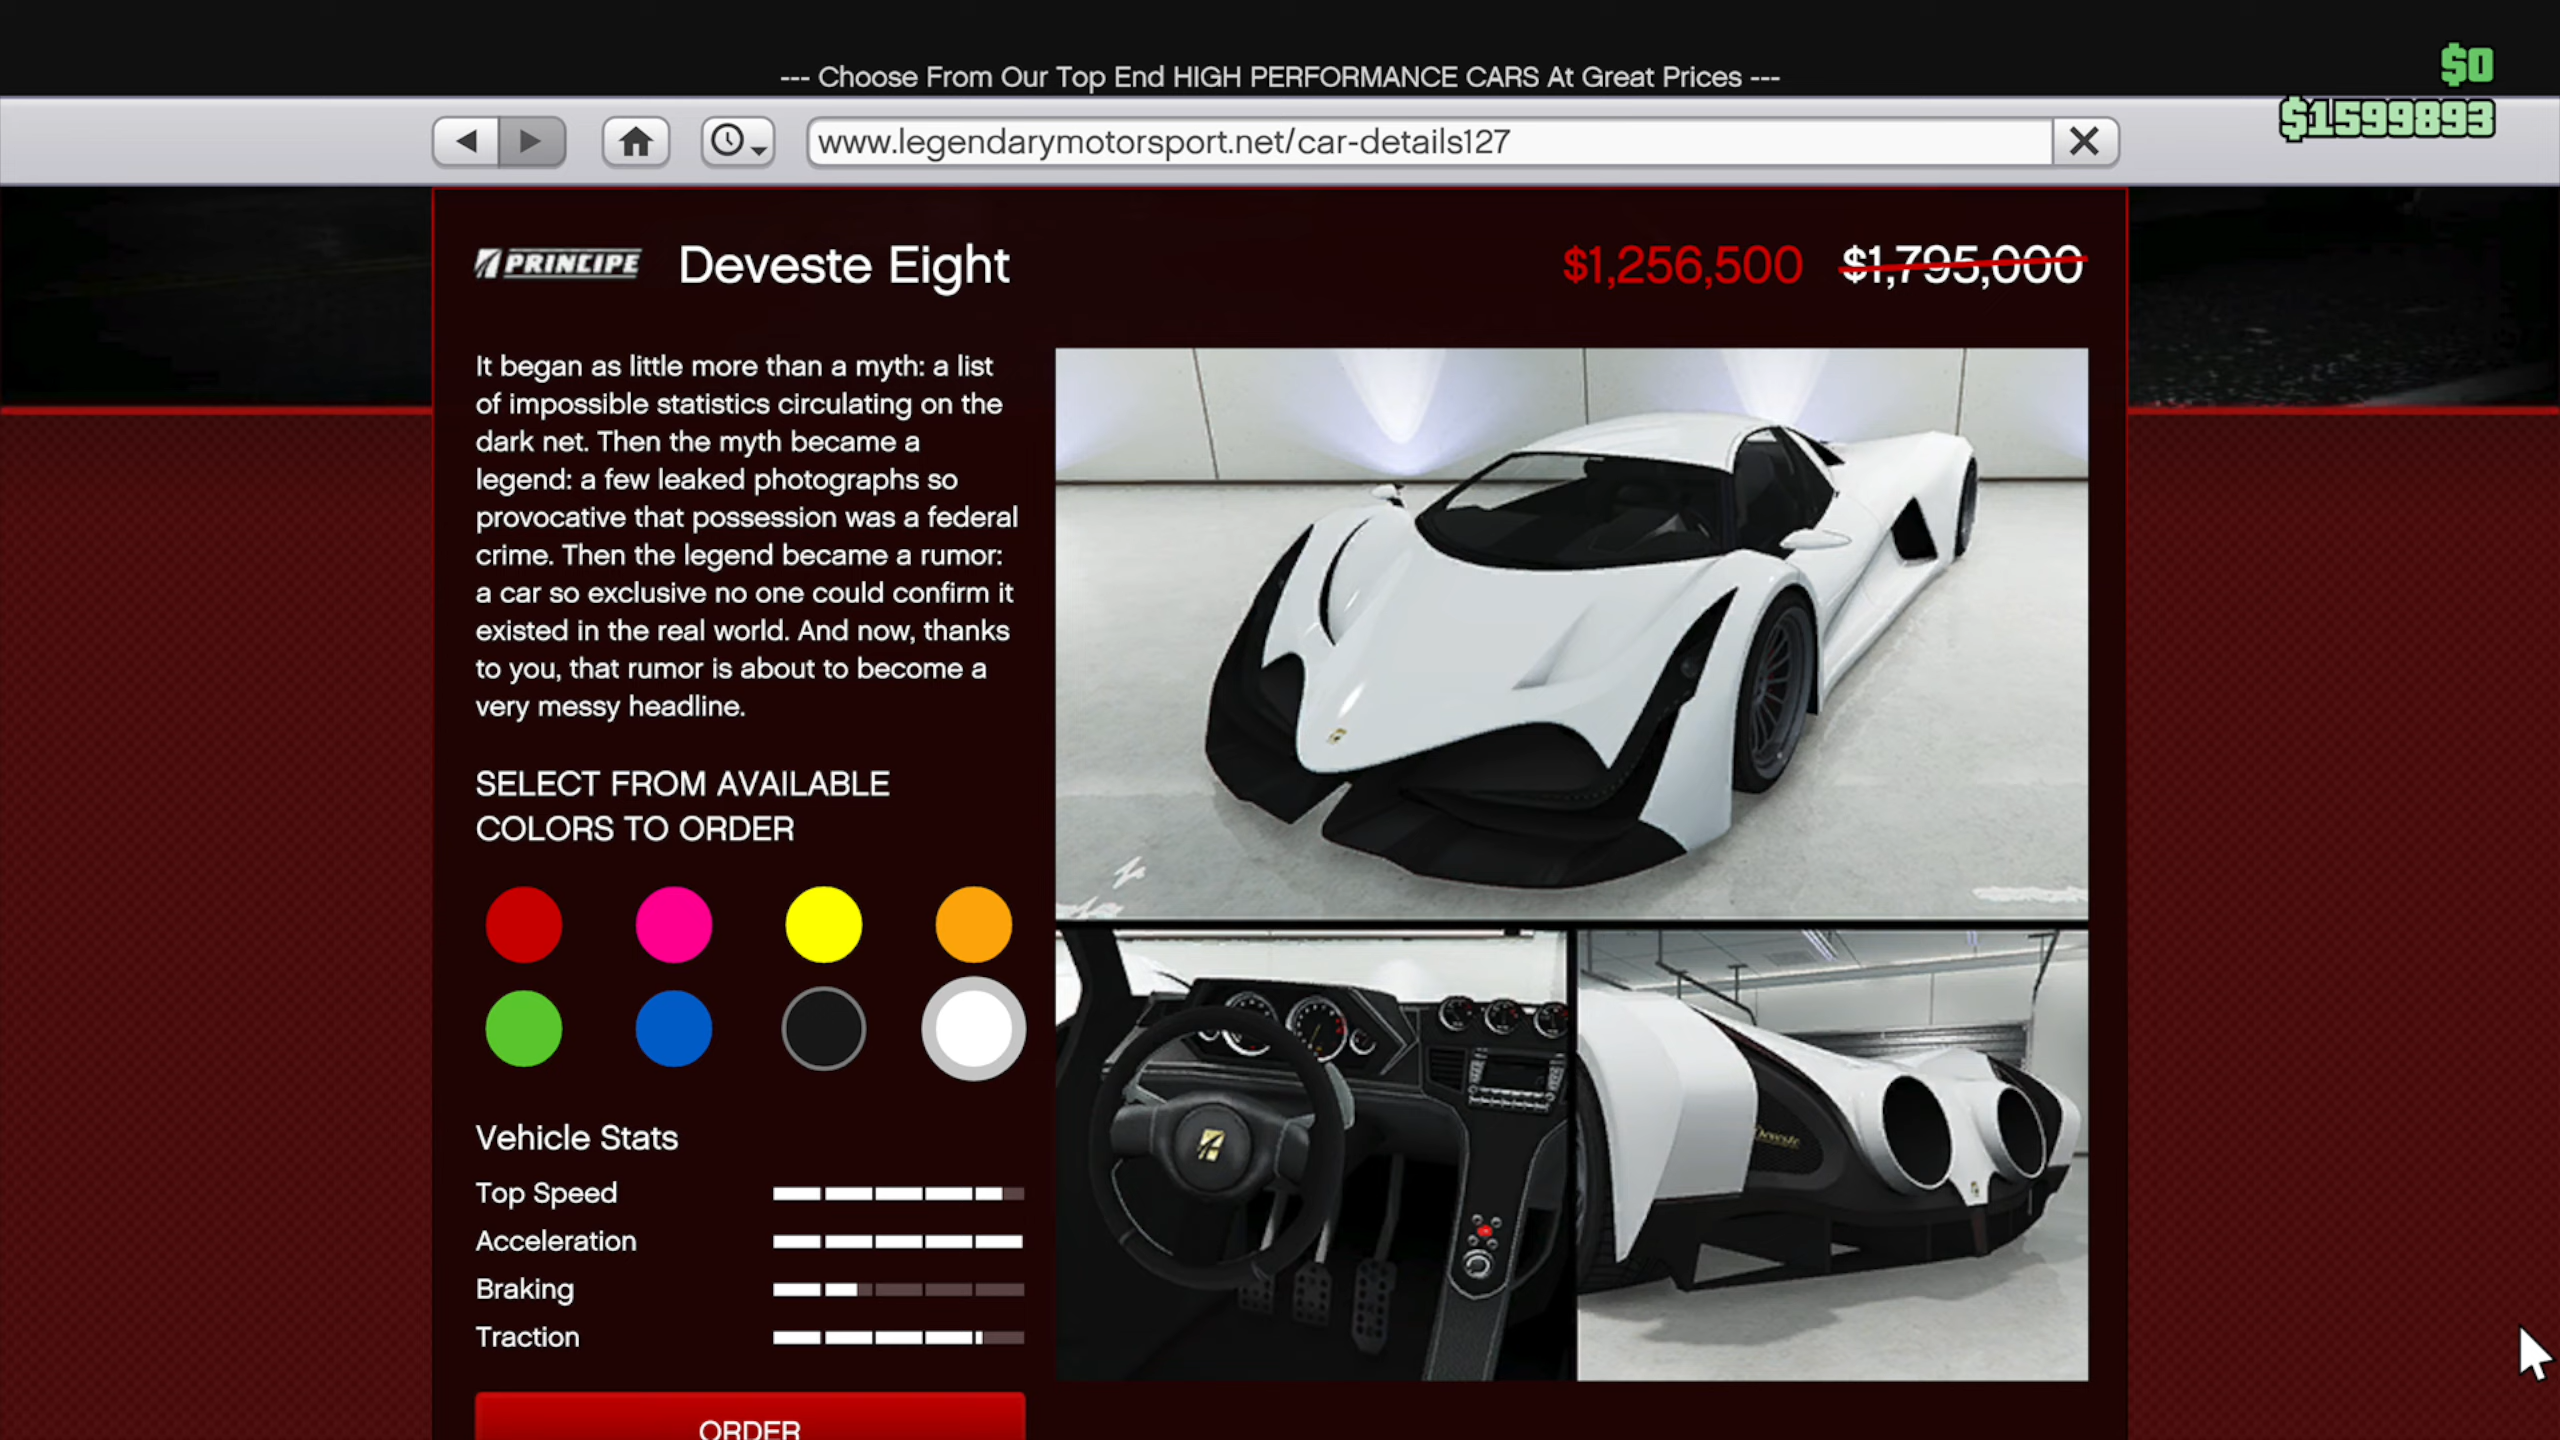 --- Choose From Our Top End HIGH PERFORMANCE CARS At Great Prices ---
$0
$1599893
www.legendarymotorsport.net/car-details127
PRINCIPE
Deveste Eight
$1,256,500 $1,795,000
It began as little more than a myth: a list
of impossible statistics circulating on the
dark net. Then the myth became a
legend: a few leaked photographs so
provocative that possession was a federal
crime. Then the legend became a rumor:
a car so exclusive no one could confirm it
existed in the real world. And now, thanks
to you, that rumor is about to become a
very messy headline.
SELECT FROM AVAILABLE
COLORS TO ORDER
Vehicle Stats
Top Speed
Acceleration
Braking
Traction
ORDER
Deveste